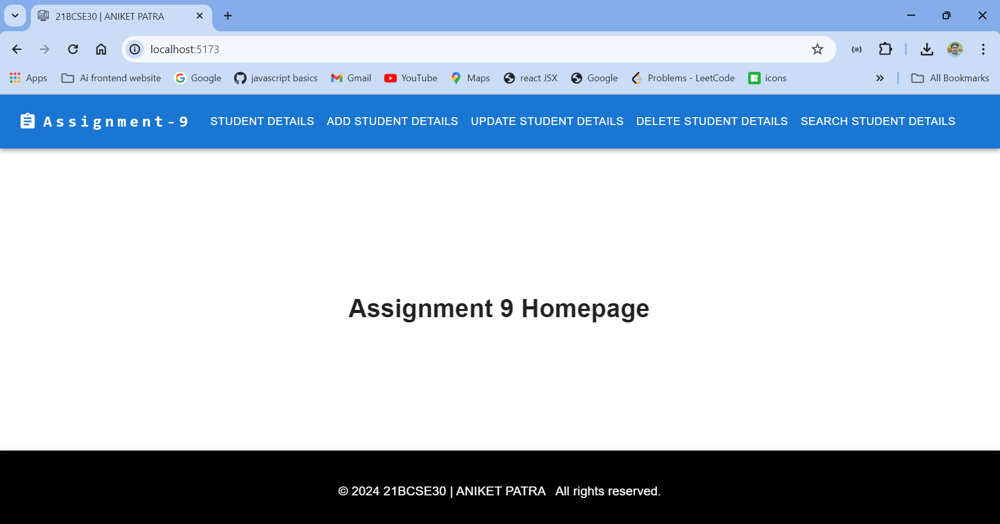 21BCSE30 | ANIKET PATRA
localhost:5173
Apps Ai frontend website Google javascript basics Gmail YouTube Maps react JSX Google Problems - LeetCode icons All Bookmarks
Assignment-9 STUDENT DETAILS ADD STUDENT DETAILS UPDATE STUDENT DETAILS DELETE STUDENT DETAILS SEARCH STUDENT DETAILS
Assignment 9 Homepage
© 2024 21BCSE30 | ANIKET PATRA All rights reserved.